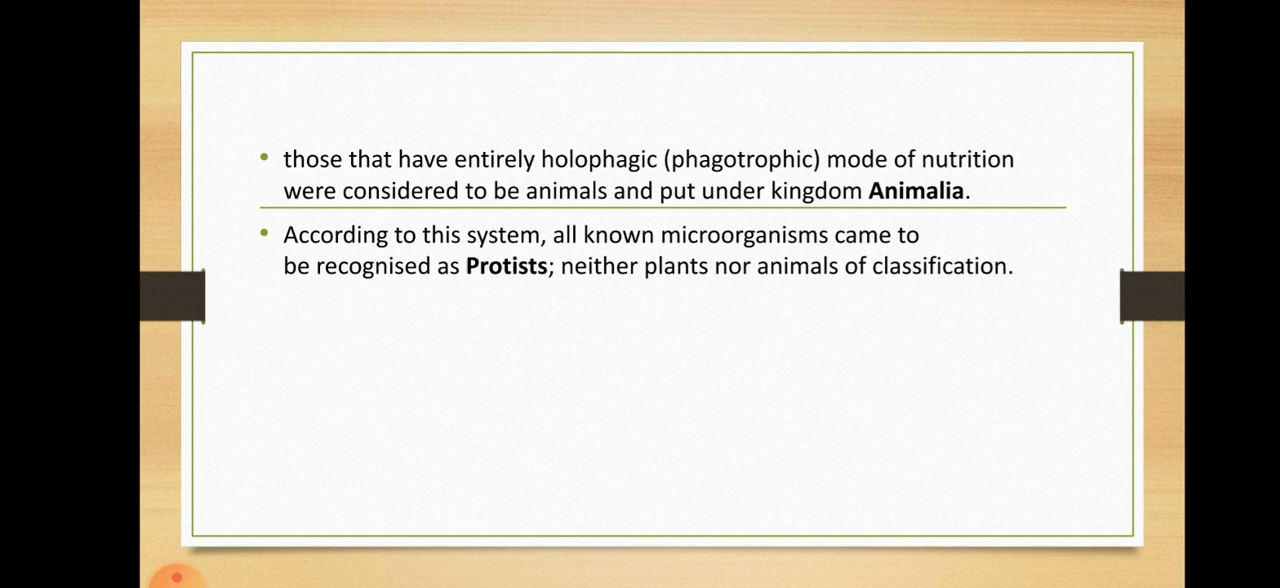 • those that have entirely holophagic (phagotrophic) mode of nutrition
were considered to be animals and put under kingdom Animalia.
• According to this system, all known microorganisms came to
be recognised as Protists; neither plants nor animals of classification.